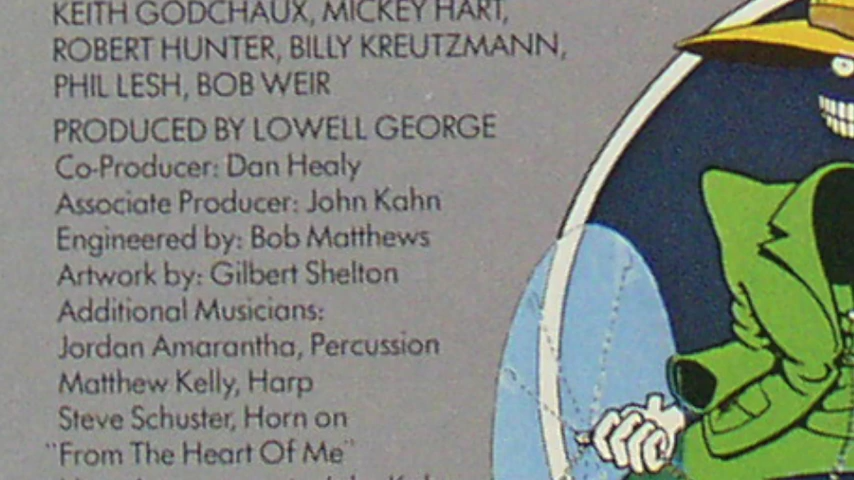 KEITH GODCHAUX, MICKEY HART,
ROBERT HUNTER, BILLY KREUTZMANN,
PHIL LESH, BOB WEIR
PRODUCED BY LOWELL GEORGE
Co-Producer: Dan Healy
Associate Producer: John Kahn
Engineered by: Bob Matthews
Artwork by: Gilbert Shelton
Additional Musicians:
Jordan Amarantha, Percussion
Matthew Kelly, Harp
Steve Schuster, Horn on
"From The Heart Of Me"